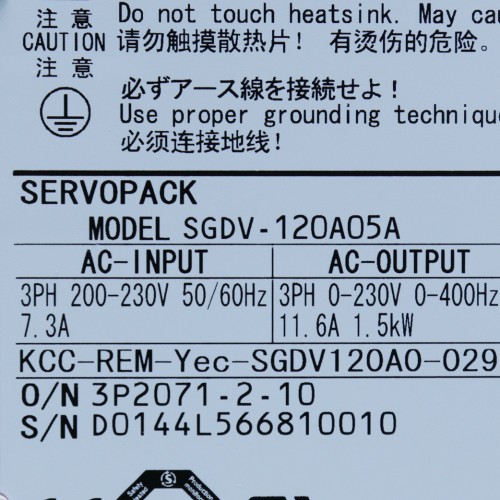 注 意 Do not touch heatsink. May
CAUTION 请勿触摸散热片! 有烫伤的危险。
注 意
必ずアース線を接続せよ!
Use proper grounding
必须连接地线!
SERVOPACK
MODEL SGDV-120A05A
AC-INPUT AC-OUTPUT
3PH 200-230V 50/60Hz 3PH 0-230V 0-400Hz
7.3A 11.6A 1.5kW
KCC-REM-Yec-SGDV120A0-029
O/N 3P2071-2-10
S/N D0144L566810010
Safety Production
monitored